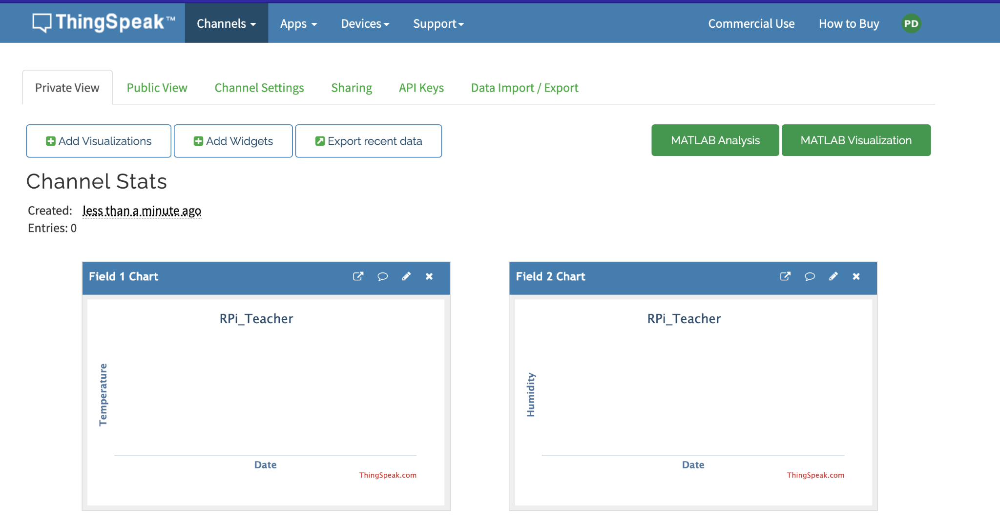 ThingSpeak™ Channels Apps Devices Support Commercial Use How to Buy PD
Private View Public View Channel Settings Sharing API Keys Data Import / Export
Add Visualizations Add Widgets Export recent data MATLAB Analysis MATLAB Visualization
Channel Stats
Created: less than a minute ago
Entries: 0
Field 1 Chart
RPi_Teacher
Temperature
Date
ThingSpeak.com
Field 2 Chart
RPi_Teacher
Humidity
Date
ThingSpeak.com